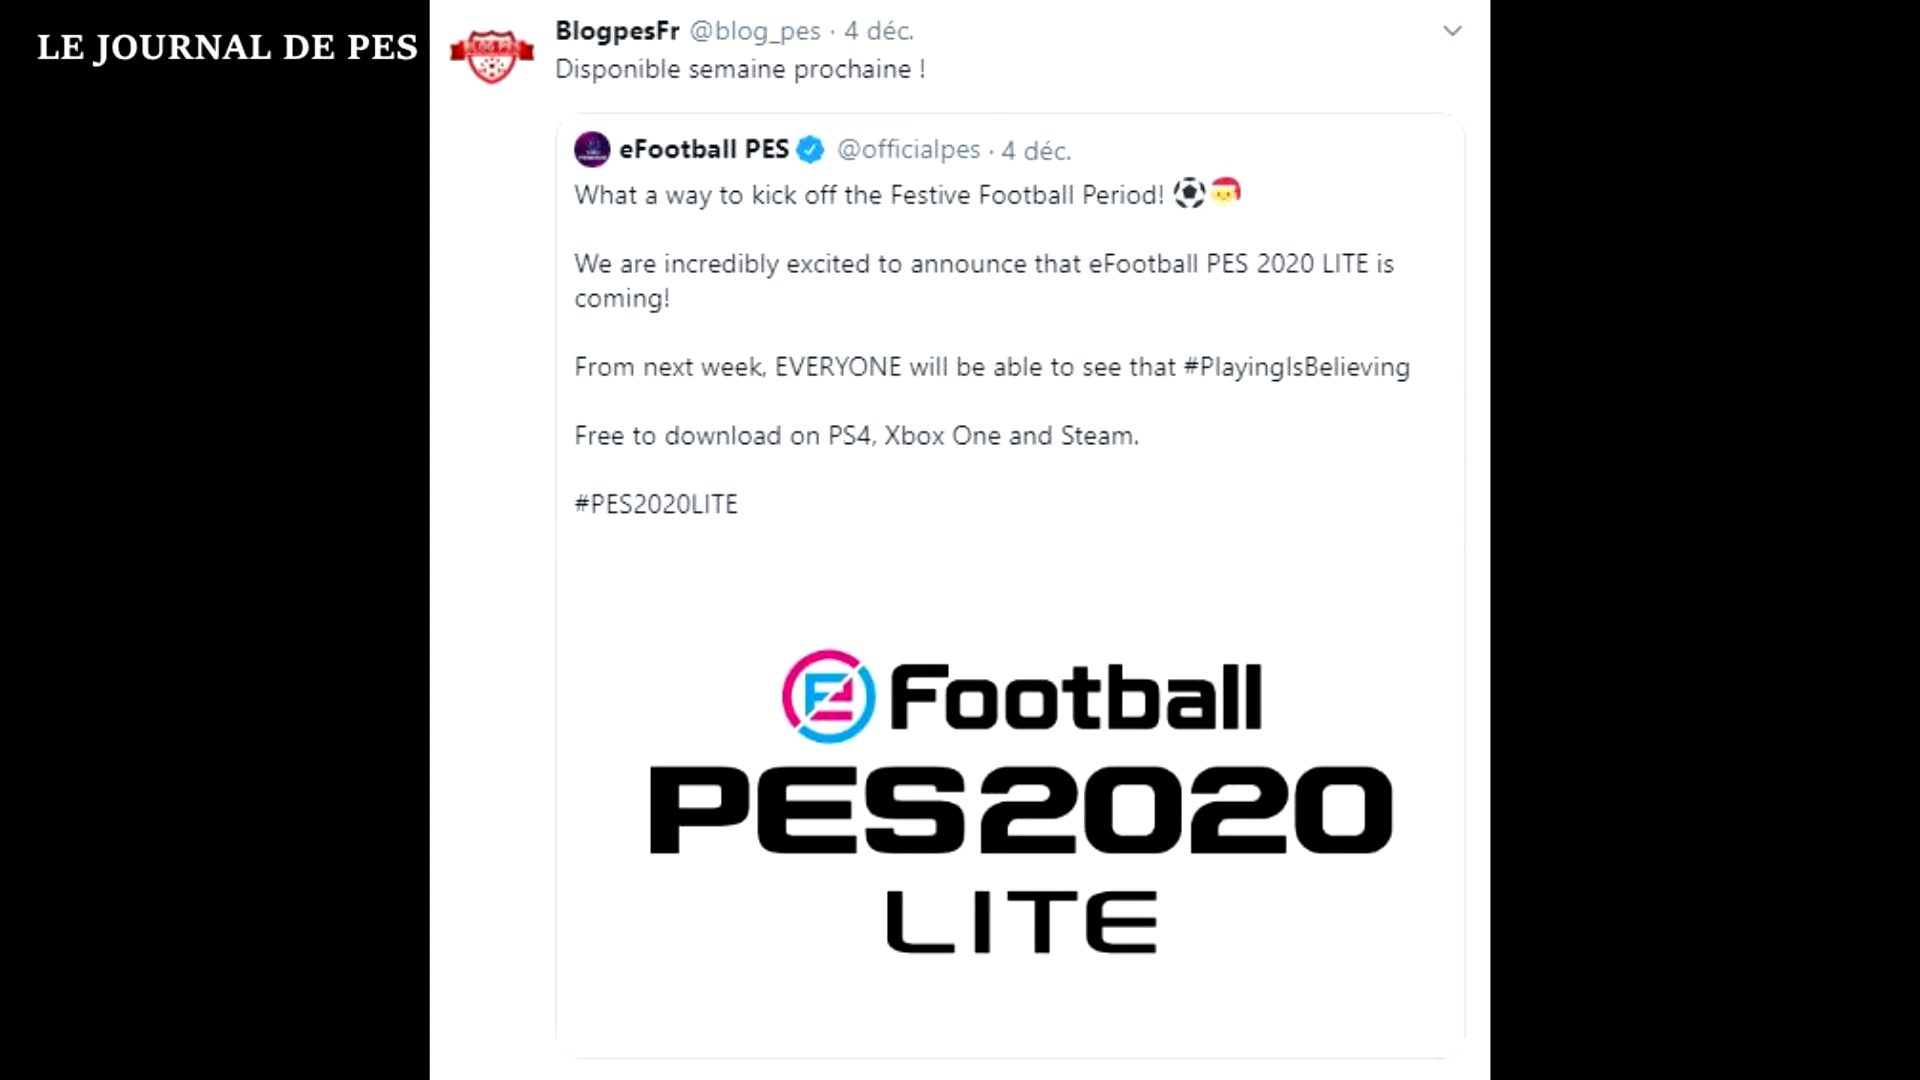 LE JOURNAL DE PES
BLOG PES
BlogpesFr @blog_pes · 4 déc.
Disponible semaine prochaine !
eFootball PES @officialpes · 4 déc.
What a way to kick off the Festive Football Period! ⚽🎅
We are incredibly excited to announce that eFootball PES 2020 LITE is
coming!
From next week, EVERYONE will be able to see that #PlayingIsBelieving
Free to download on PS4, Xbox One and Steam.
#PES2020LITE
eFootball
PES2020
LITE